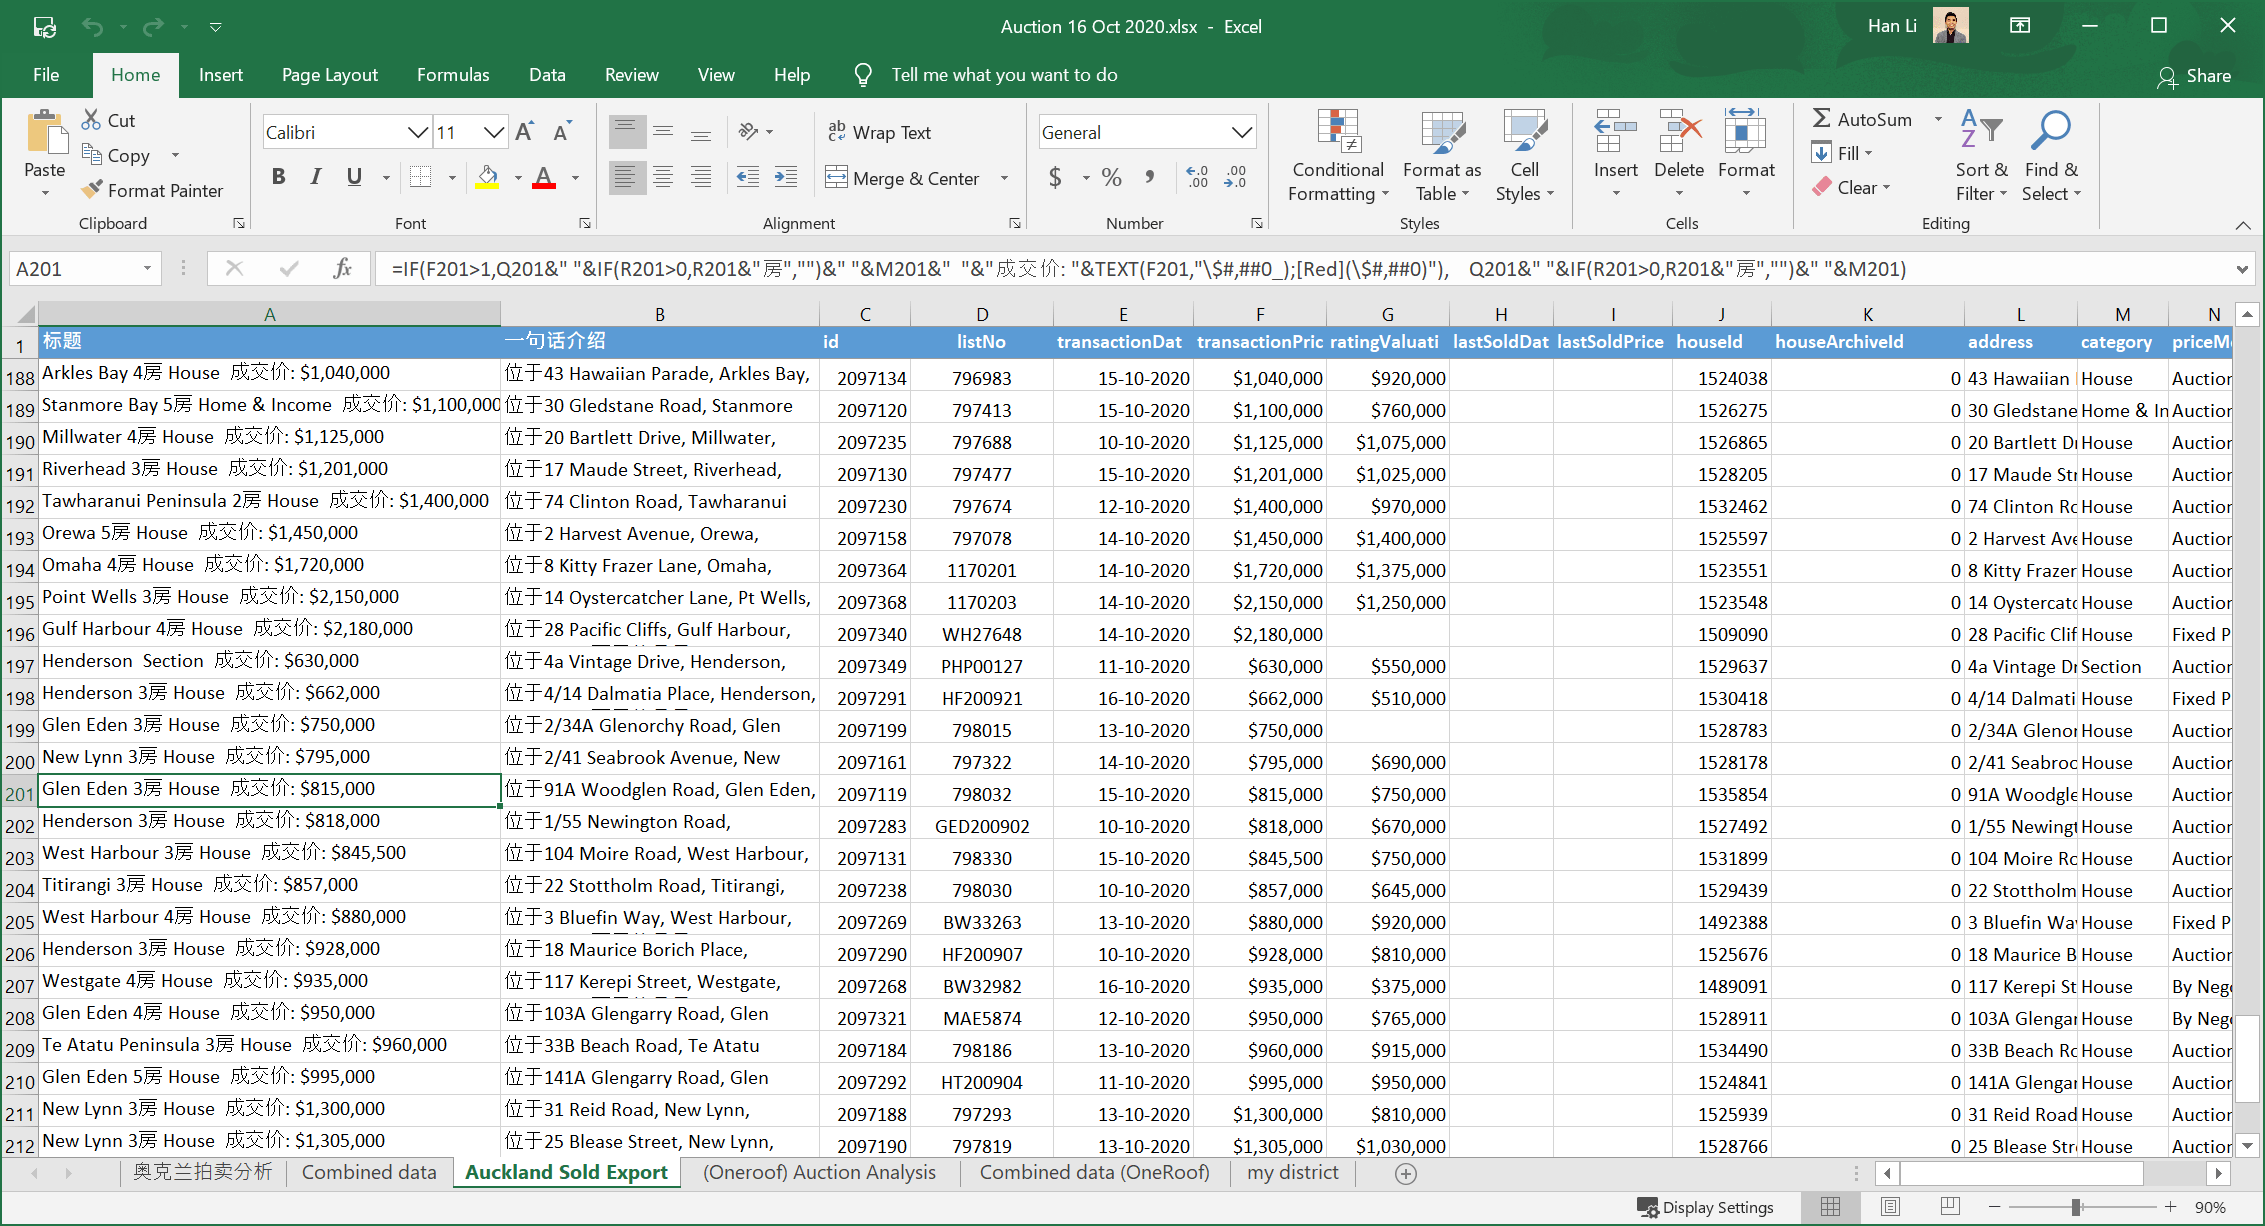 Auction 16 Oct 2020.xlsx - Excel
Han Li
File Home Insert Page Layout Formulas Data Review View Help Tell me what you want to do Share
Paste Cut Copy Format Painter Clipboard
Calibri 11 B I U Font
Wrap Text Merge & Center Alignment
General $ % Number
Conditional Formatting Format as Table Cell Styles Styles
Insert Delete Format Cells
AutoSum Fill Clear Sort & Filter Find & Select Editing
A201 fx =IF(F201>1,Q201&" "&IF(R201>0,R201&"房","")&" "&M201&"  "&"成交价: "&TEXT(F201,"\$#,##0_);[Red](\$#,##0)"),   Q201&" "&IF(R201>0,R201&"房","")&" "&M201)
A B C D E F G H I J K L M N
1 标题 一句话介绍 id listNo transactionDat transactionPric ratingValuati lastSoldDat lastSoldPrice houseId houseArchiveId address category priceM
188 Arkles Bay 4房 House 成交价: $1,040,000 位于43 Hawaiian Parade, Arkles Bay, 2097134 796983 15-10-2020 $1,040,000 $920,000 1524038 0 43 Hawaiian House Auction
189 Stanmore Bay 5房 Home & Income 成交价: $1,100,000 位于30 Gledstane Road, Stanmore 2097120 797413 15-10-2020 $1,100,000 $760,000 1526275 0 30 Gledstane Home & In Auction
190 Millwater 4房 House 成交价: $1,125,000 位于20 Bartlett Drive, Millwater, 2097235 797688 10-10-2020 $1,125,000 $1,075,000 1526865 0 20 Bartlett Dr House Auction
191 Riverhead 3房 House 成交价: $1,201,000 位于17 Maude Street, Riverhead, 2097130 797477 15-10-2020 $1,201,000 $1,025,000 1528205 0 17 Maude Str House Auction
192 Tawharanui Peninsula 2房 House 成交价: $1,400,000 位于74 Clinton Road, Tawharanui 2097230 797674 12-10-2020 $1,400,000 $970,000 1532462 0 74 Clinton Rc House Auction
193 Orewa 5房 House 成交价: $1,450,000 位于2 Harvest Avenue, Orewa, 2097158 797078 14-10-2020 $1,450,000 $1,400,000 1525597 0 2 Harvest Ave House Auction
194 Omaha 4房 House 成交价: $1,720,000 位于8 Kitty Frazer Lane, Omaha, 2097364 1170201 14-10-2020 $1,720,000 $1,375,000 1523551 0 8 Kitty Frazer House Auction
195 Point Wells 3房 House 成交价: $2,150,000 位于14 Oystercatcher Lane, Pt Wells, 2097368 1170203 14-10-2020 $2,150,000 $1,250,000 1523548 0 14 Oystercatc House Auction
196 Gulf Harbour 4房 House 成交价: $2,180,000 位于28 Pacific Cliffs, Gulf Harbour, 2097340 WH27648 14-10-2020 $2,180,000 1509090 0 28 Pacific Clif House Fixed P
197 Henderson Section 成交价: $630,000 位于4a Vintage Drive, Henderson, 2097349 PHP00127 11-10-2020 $630,000 $550,000 1529637 0 4a Vintage Dr Section Auction
198 Henderson 3房 House 成交价: $662,000 位于4/14 Dalmatia Place, Henderson, 2097291 HF200921 16-10-2020 $662,000 $510,000 1530418 0 4/14 Dalmati House Fixed P
199 Glen Eden 3房 House 成交价: $750,000 位于2/34A Glenorchy Road, Glen 2097199 798015 13-10-2020 $750,000 1528783 0 2/34A Glenor House Auction
200 New Lynn 3房 House 成交价: $795,000 位于2/41 Seabrook Avenue, New 2097161 797322 14-10-2020 $795,000 $690,000 1528178 0 2/41 Seabroc House Auction
201 Glen Eden 3房 House 成交价: $815,000 位于91A Woodglen Road, Glen Eden, 2097119 798032 15-10-2020 $815,000 $750,000 1535854 0 91A Woodgle House Auction
202 Henderson 3房 House 成交价: $818,000 位于1/55 Newington Road, 2097283 GED200902 10-10-2020 $818,000 $670,000 1527492 0 1/55 Newingt House Auction
203 West Harbour 3房 House 成交价: $845,500 位于104 Moire Road, West Harbour, 2097131 798330 15-10-2020 $845,500 $750,000 1531899 0 104 Moire Rc House Auction
204 Titirangi 3房 House 成交价: $857,000 位于22 Stottholm Road, Titirangi, 2097238 798030 10-10-2020 $857,000 $645,000 1529439 0 22 Stottholm House Auction
205 West Harbour 4房 House 成交价: $880,000 位于3 Bluefin Way, West Harbour, 2097269 BW33263 13-10-2020 $880,000 $920,000 1492388 0 3 Bluefin Wa House Fixed P
206 Henderson 3房 House 成交价: $928,000 位于18 Maurice Borich Place, 2097290 HF200907 10-10-2020 $928,000 $810,000 1525676 0 18 Maurice B House Auction
207 Westgate 4房 House 成交价: $935,000 位于117 Kerepi Street, Westgate, 2097268 BW32982 16-10-2020 $935,000 $375,000 1489091 0 117 Kerepi St House By Nego
208 Glen Eden 4房 House 成交价: $950,000 位于103A Glengarry Road, Glen 2097321 MAE5874 12-10-2020 $950,000 $765,000 1528911 0 103A Glengar House By Nego
209 Te Atatu Peninsula 3房 House 成交价: $960,000 位于33B Beach Road, Te Atatu 2097184 798186 13-10-2020 $960,000 $915,000 1534490 0 33B Beach Rc House Auction
210 Glen Eden 5房 House 成交价: $995,000 位于141A Glengarry Road, Glen 2097292 HT200904 11-10-2020 $995,000 $950,000 1524841 0 141A Glengar House Auction
211 New Lynn 3房 House 成交价: $1,300,000 位于31 Reid Road, New Lynn, 2097188 797293 13-10-2020 $1,300,000 $810,000 1525939 0 31 Reid Road House Auction
212 New Lynn 3房 House 成交价: $1,305,000 位于25 Blease Street, New Lynn, 2097190 797819 13-10-2020 $1,305,000 $1,030,000 1528766 0 25 Blease Str House Auction
奥克兰拍卖分析 Combined data Auckland Sold Export (Oneroof) Auction Analysis Combined data (OneRoof) my district
Display Settings 90%